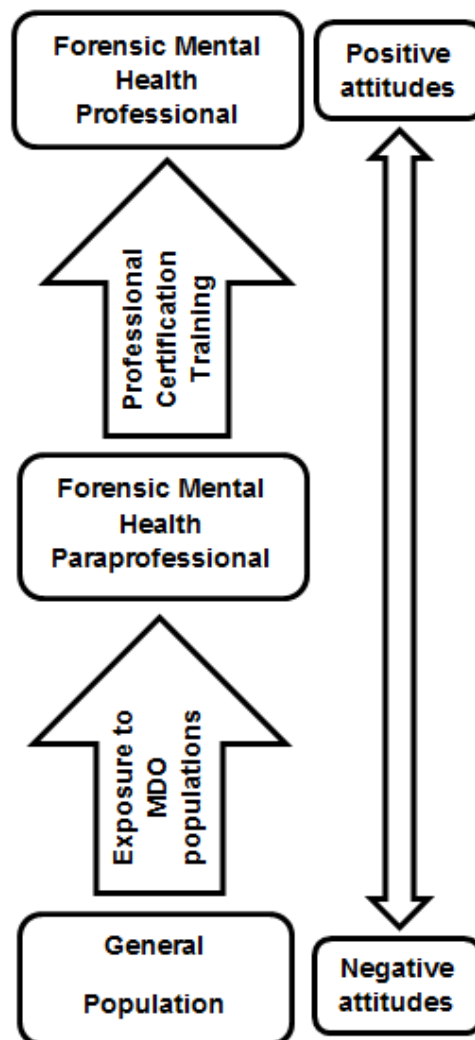 Forensic Mental
Health
Professional
Positive
attitudes
Professional
Certification
Training
Forensic Mental
Health
Paraprofessional
Exposure to
MDO
populations
General
Population
Negative
attitudes